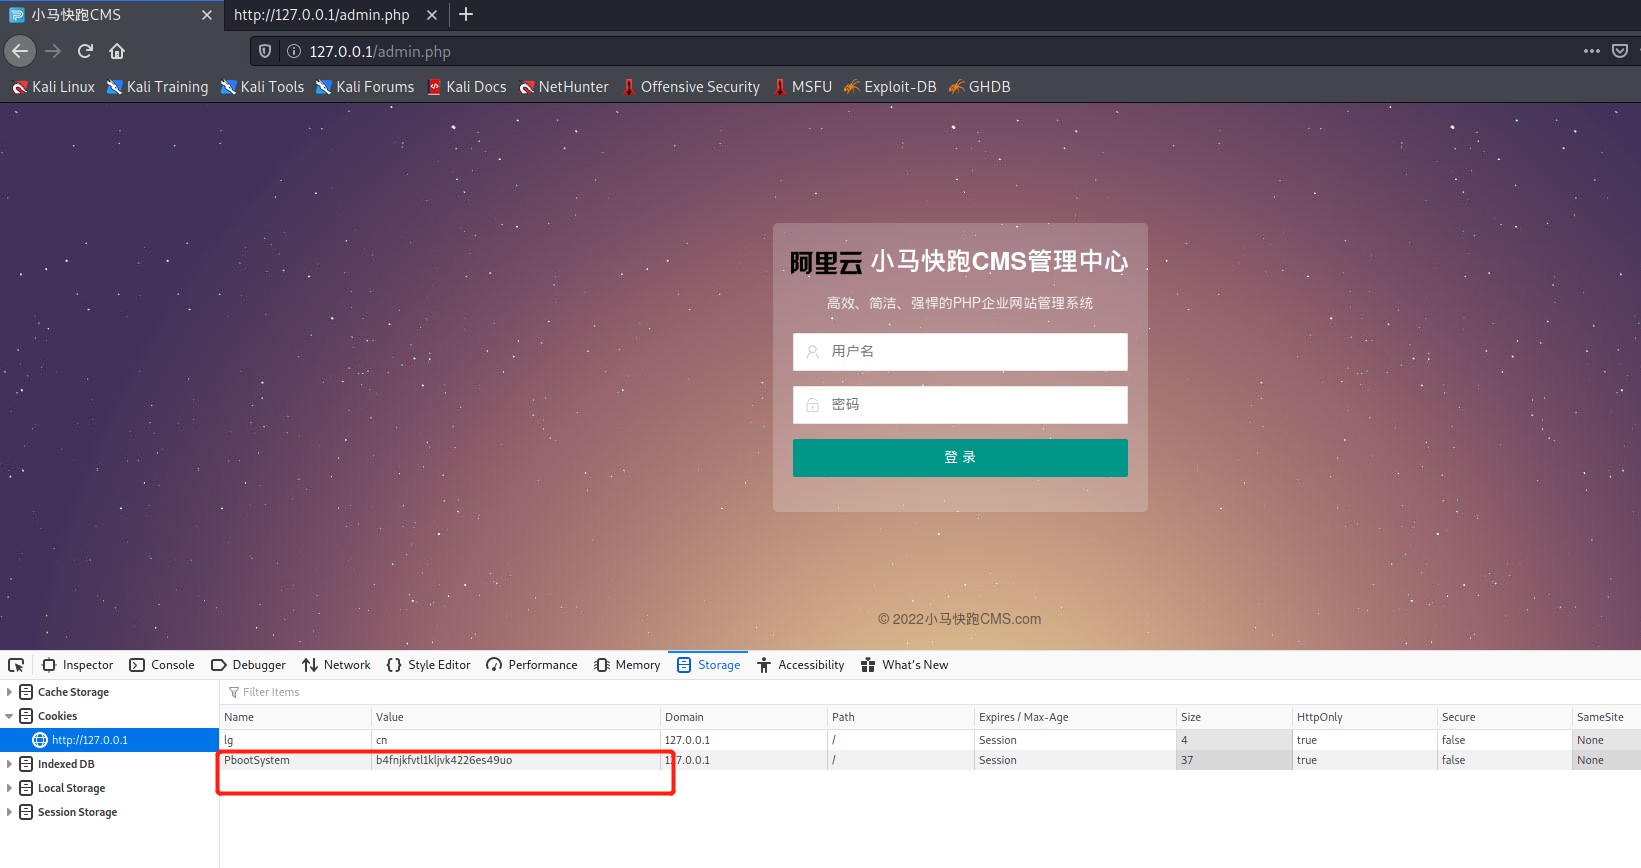 小马快跑CMS
http://127.0.0.1/admin.php
127.0.0.1/admin.php
Kali Linux Kali Training Kali Tools Kali Forums Kali Docs NetHunter Offensive Security MSFU Exploit-DB GHDB
阿里云 小马快跑CMS管理中心
高效、简洁、强悍的PHP企业网站管理系统
用户名
密码
登 录
© 2022小马快跑CMS.com
Inspector Console Debugger Network Style Editor Performance Memory Storage Accessibility What's New
Cache Storage
Cookies
http://127.0.0.1
Indexed DB
Local Storage
Session Storage
Filter Items
Name Value Domain Path Expires / Max-Age Size HttpOnly Secure SameSite
lg cn 127.0.0.1 / Session 4 true false None
PbootSystem b4fnjkfvtl1kljvk4226es49uo 127.0.0.1 / Session 37 true false None